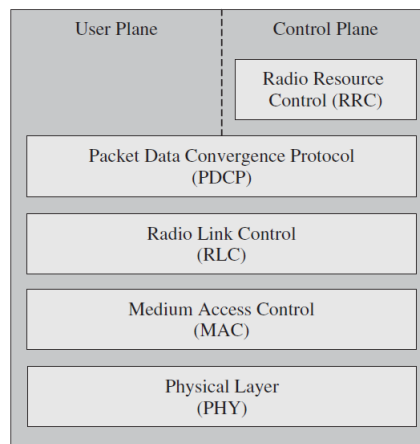 User Plane
Control Plane
Radio Resource
Control (RRC)
Packet Data Convergence Protocol
(PDCP)
Radio Link Control
(RLC)
Medium Access Control
(MAC)
Physical Layer
(PHY)